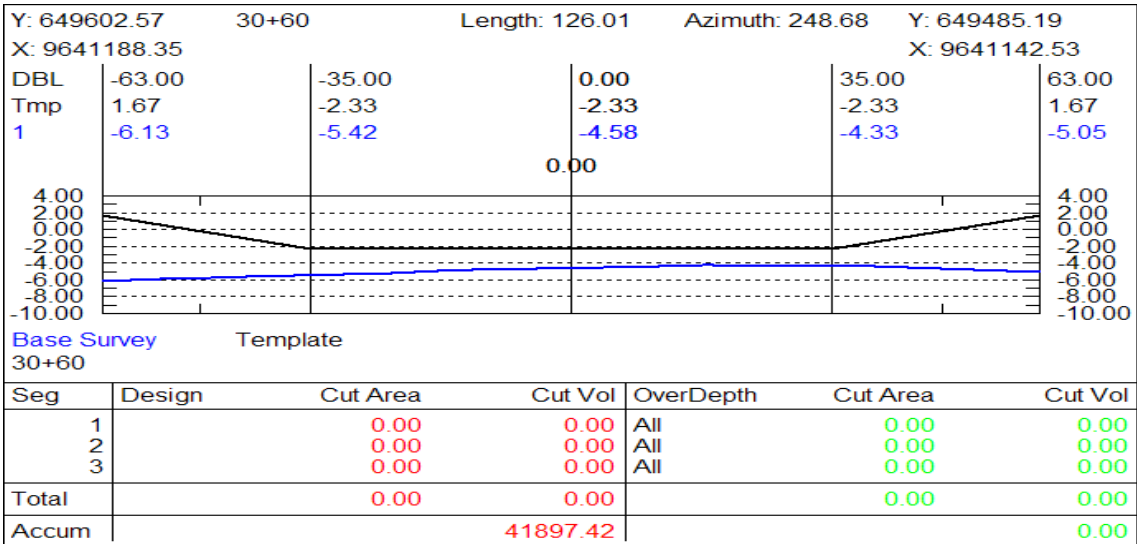 Y: 649602.57 30+60 Length: 126.01 Azimuth: 248.68 Y: 649485.19
X: 9641188.35 X: 9641142.53
DBL -63.00 -35.00 0.00 35.00 63.00
Tmp 1.67 -2.33 -2.33 -2.33 1.67
1 -6.13 -5.42 -4.58 -4.33 -5.05
0.00
4.00 4.00
2.00 2.00
0.00 0.00
-2.00 -2.00
-4.00 -4.00
-6.00 -6.00
-8.00 -8.00
-10.00 -10.00
Base Survey Template
30+60
Seg Design Cut Area Cut Vol OverDepth Cut Area Cut Vol
1 0.00 0.00 All 0.00 0.00
2 0.00 0.00 All 0.00 0.00
3 0.00 0.00 All 0.00 0.00
Total 0.00 0.00 0.00 0.00
Accum 41897.42 0.00